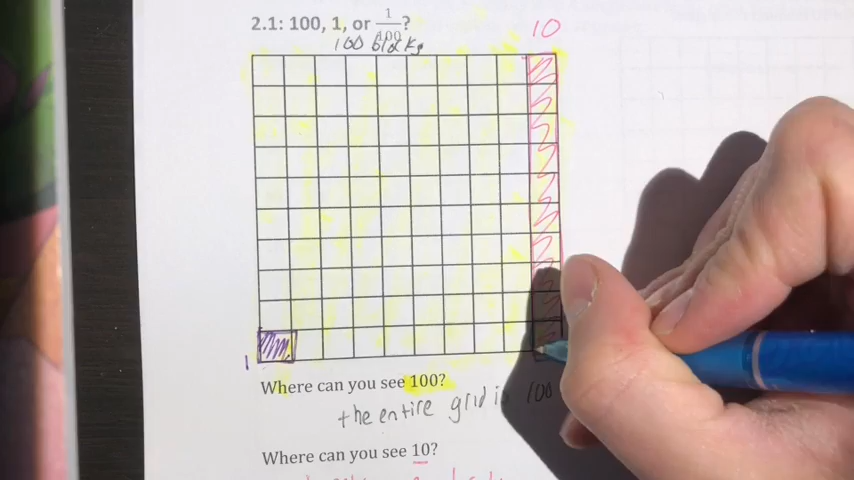 2.1: 100, 1, or 1/100?
10
100 blocks
1
Where can you see 100?
the entire grid is 100
Where can you see 10?